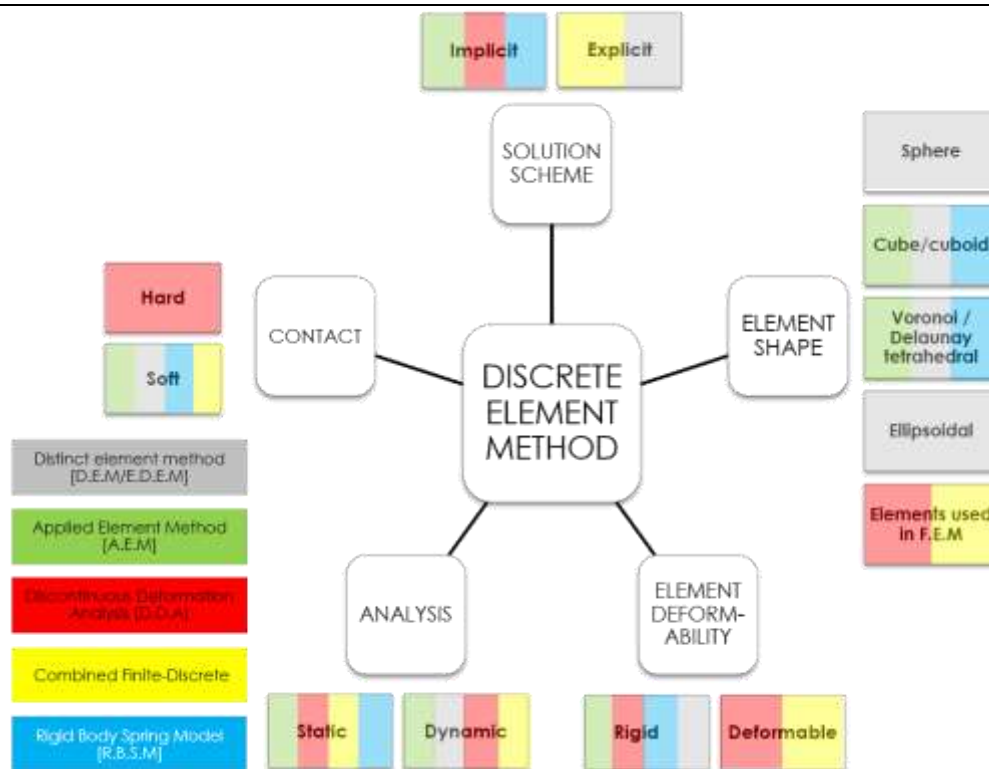 Implicit
Explicit
SOLUTION
SCHEME
Sphere
Cube/cuboid
Voronoi /
Delaunay
tetrahedral
Ellipsoidal
Elements used
in F.E.M
ELEMENT
SHAPE
Hard
Soft
CONTACT
DISCRETE
ELEMENT
METHOD
Distinct element method
[D.E.M/E.D.E.M]
Applied Element Method
[A.E.M]
Discontinuous Deformation
Analysis [D.D.A]
Combined Finite-Discrete
Rigid Body Spring Model
[R.B.S.M]
ANALYSIS
ELEMENT
DEFORM-
ABILITY
Static
Dynamic
Rigid
Deformable